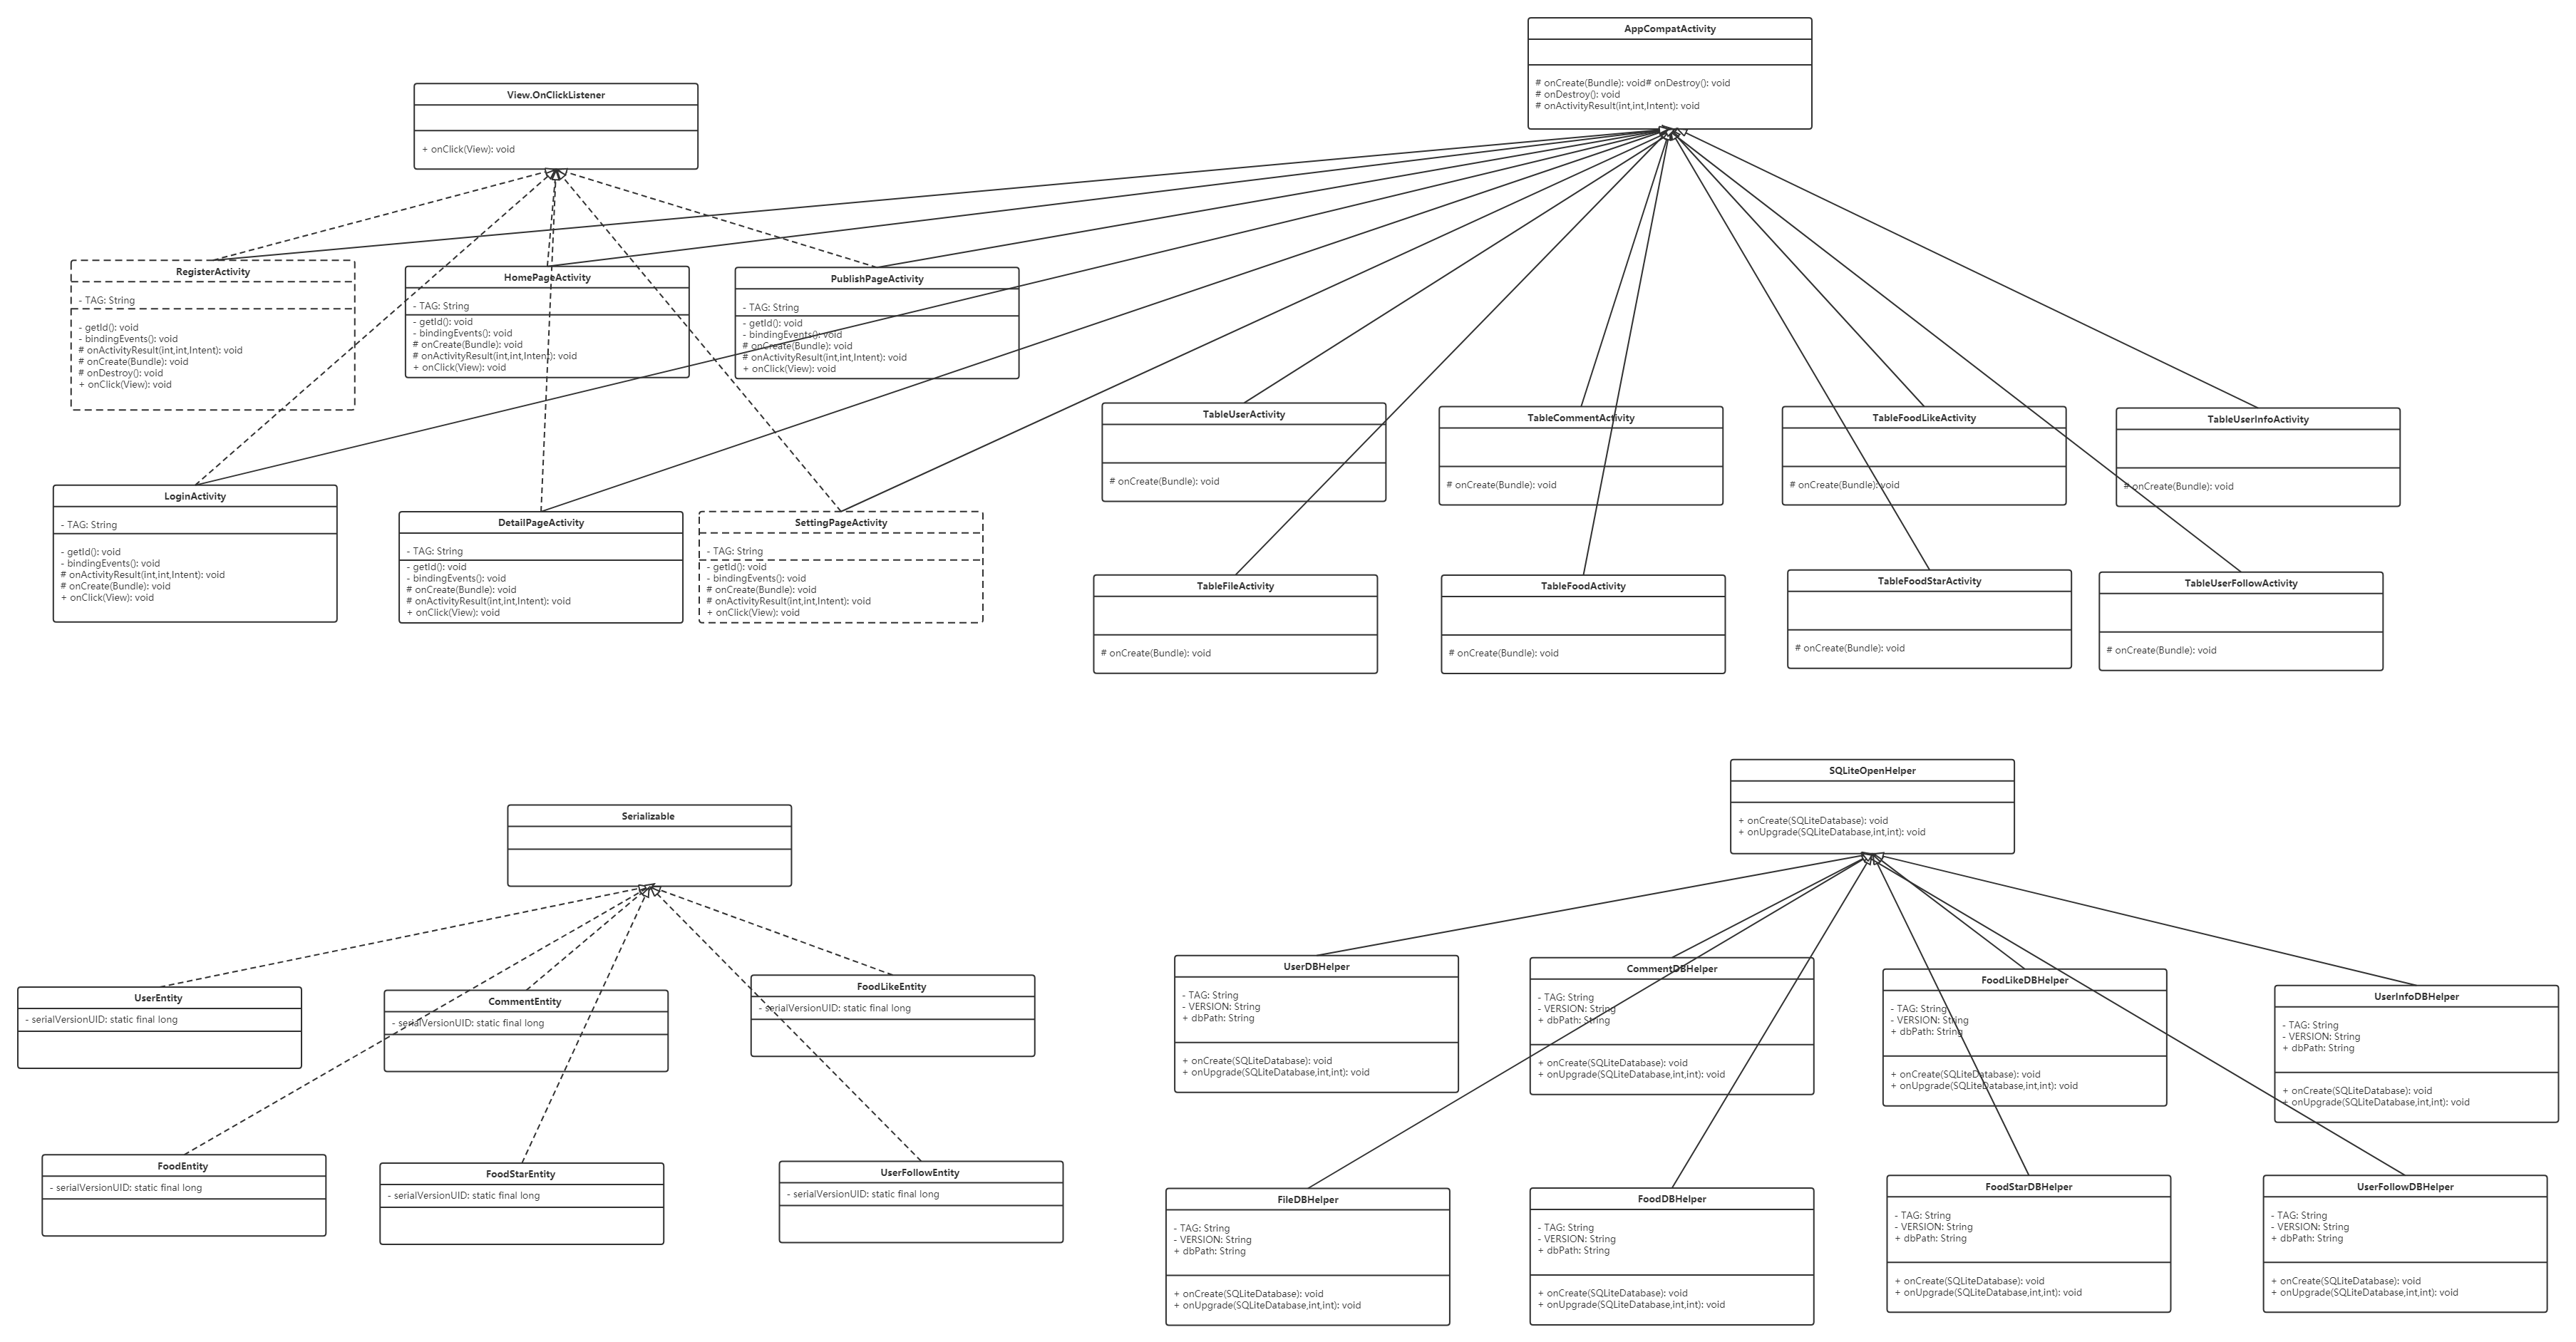 AppCompatActivity
# onCreate(Bundle): void# onDestroy(): void
# onDestroy(): void
# onActivityResult(int,int,Intent): void
View.OnClickListener
+ onClick(View): void
RegisterActivity
- TAG: String
- getId(): void
- bindingEvents(): void
# onActivityResult(int,int,Intent): void
# onCreate(Bundle): void
# onDestroy(): void
+ onClick(View): void
HomePageActivity
- TAG: String
- getId(): void
- bindingEvents(): void
# onCreate(Bundle): void
# onActivityResult(int,int,Intent): void
+ onClick(View): void
PublishPageActivity
- TAG: String
- getId(): void
- bindingEvents(): void
# onCreate(Bundle): void
# onActivityResult(int,int,Intent): void
+ onClick(View): void
TableUserActivity
# onCreate(Bundle): void
TableCommentActivity
# onCreate(Bundle): void
TableFoodLikeActivity
# onCreate(Bundle): void
TableUserInfoActivity
# onCreate(Bundle): void
LoginActivity
- TAG: String
- getId(): void
- bindingEvents(): void
# onActivityResult(int,int,Intent): void
# onCreate(Bundle): void
+ onClick(View): void
DetailPageActivity
- TAG: String
- getId(): void
- bindingEvents(): void
# onCreate(Bundle): void
# onActivityResult(int,int,Intent): void
+ onClick(View): void
SettingPageActivity
- TAG: String
- getId(): void
- bindingEvents(): void
# onCreate(Bundle): void
# onActivityResult(int,int,Intent): void
+ onClick(View): void
TableFileActivity
# onCreate(Bundle): void
TableFoodActivity
# onCreate(Bundle): void
TableFoodStarActivity
# onCreate(Bundle): void
TableUserFollowActivity
# onCreate(Bundle): void
Serializable
SQLiteOpenHelper
+ onCreate(SQLiteDatabase): void
+ onUpgrade(SQLiteDatabase,int,int): void
UserEntity
- serialVersionUID: static final long
CommentEntity
- serialVersionUID: static final long
FoodLikeEntity
- serialVersionUID: static final long
UserDBHelper
- TAG: String
- VERSION: String
+ dbPath: String
+ onCreate(SQLiteDatabase): void
+ onUpgrade(SQLiteDatabase,int,int): void
CommentDBHelper
- TAG: String
- VERSION: String
+ dbPath: String
+ onCreate(SQLiteDatabase): void
+ onUpgrade(SQLiteDatabase,int,int): void
FoodLikeDBHelper
- TAG: String
- VERSION: String
+ dbPath: String
+ onCreate(SQLiteDatabase): void
+ onUpgrade(SQLiteDatabase,int,int): void
UserInfoDBHelper
- TAG: String
- VERSION: String
+ dbPath: String
+ onCreate(SQLiteDatabase): void
+ onUpgrade(SQLiteDatabase,int,int): void
FoodEntity
- serialVersionUID: static final long
FoodStarEntity
- serialVersionUID: static final long
UserFollowEntity
- serialVersionUID: static final long
FileDBHelper
- TAG: String
- VERSION: String
+ dbPath: String
+ onCreate(SQLiteDatabase): void
+ onUpgrade(SQLiteDatabase,int,int): void
FoodDBHelper
- TAG: String
- VERSION: String
+ dbPath: String
+ onCreate(SQLiteDatabase): void
+ onUpgrade(SQLiteDatabase,int,int): void
FoodStarDBHelper
- TAG: String
- VERSION: String
+ dbPath: String
+ onCreate(SQLiteDatabase): void
+ onUpgrade(SQLiteDatabase,int,int): void
UserFollowDBHelper
- TAG: String
- VERSION: String
+ dbPath: String
+ onCreate(SQLiteDatabase): void
+ onUpgrade(SQLiteDatabase,int,int): void